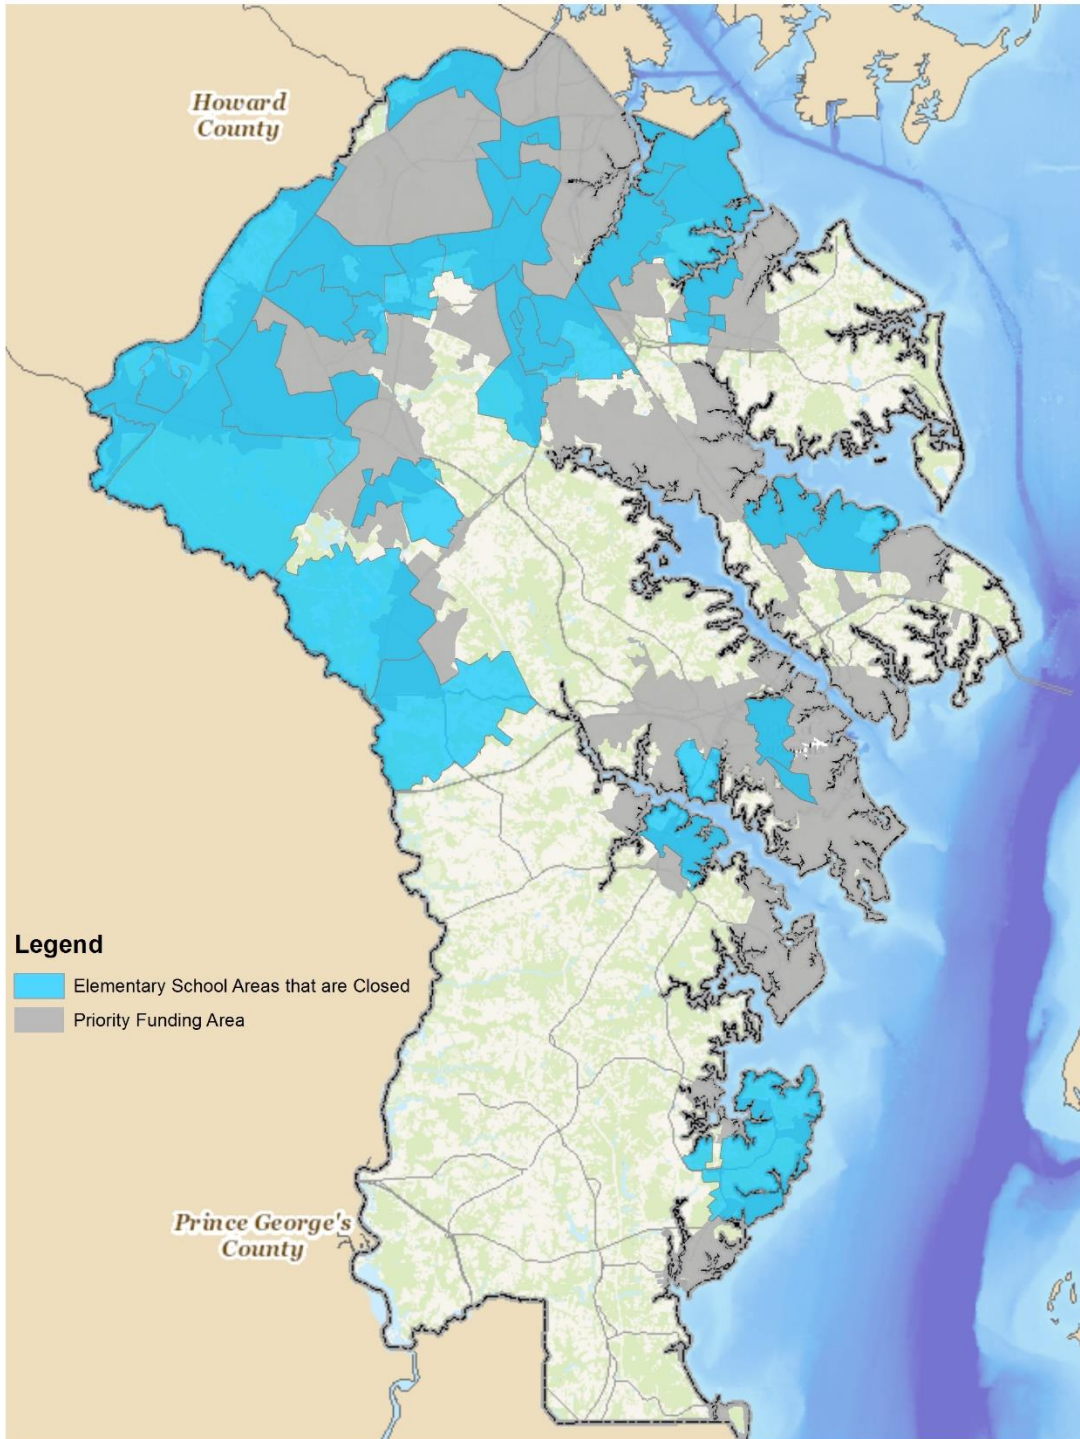 Howard
County
Legend
Elementary School Areas that are Closed
Priority Funding Area
Prince George's
County